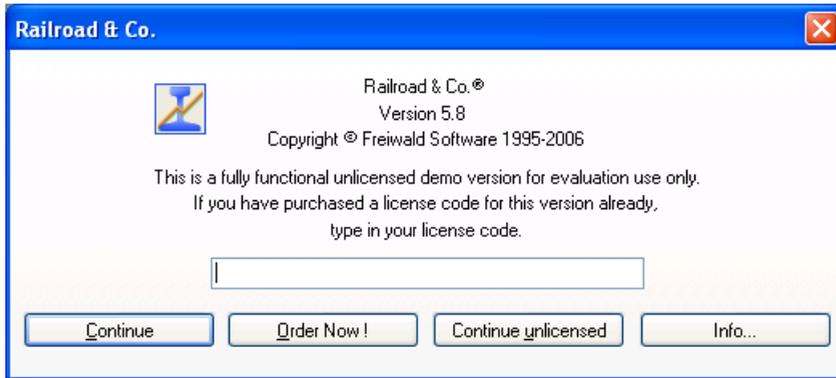 Railroad & Co.
Railroad & Co.®
Version 5.8
Copyright © Freiwald Software 1995-2006
This is a fully functional unlicensed demo version for evaluation use only.
If you have purchased a license code for this version already,
type in your license code.
Continue
Order Now !
Continue unlicensed
Info...